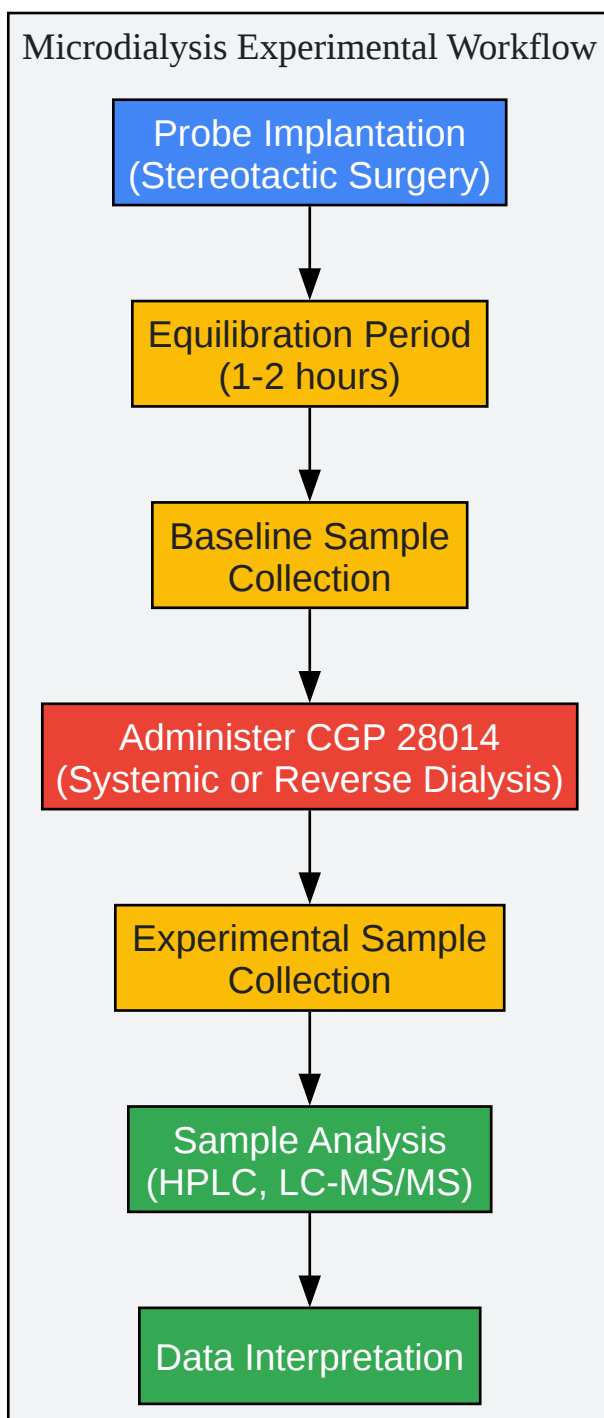 Microdialysis Experimental Workflow
Probe Implantation
(Stereotactic Surgery)
Equilibration Period
(1-2 hours)
Baseline Sample
Collection
Administer CGP 28014
(Systemic or Reverse Dialysis)
Experimental Sample
Collection
Sample Analysis
(HPLC, LC-MS/MS)
Data Interpretation